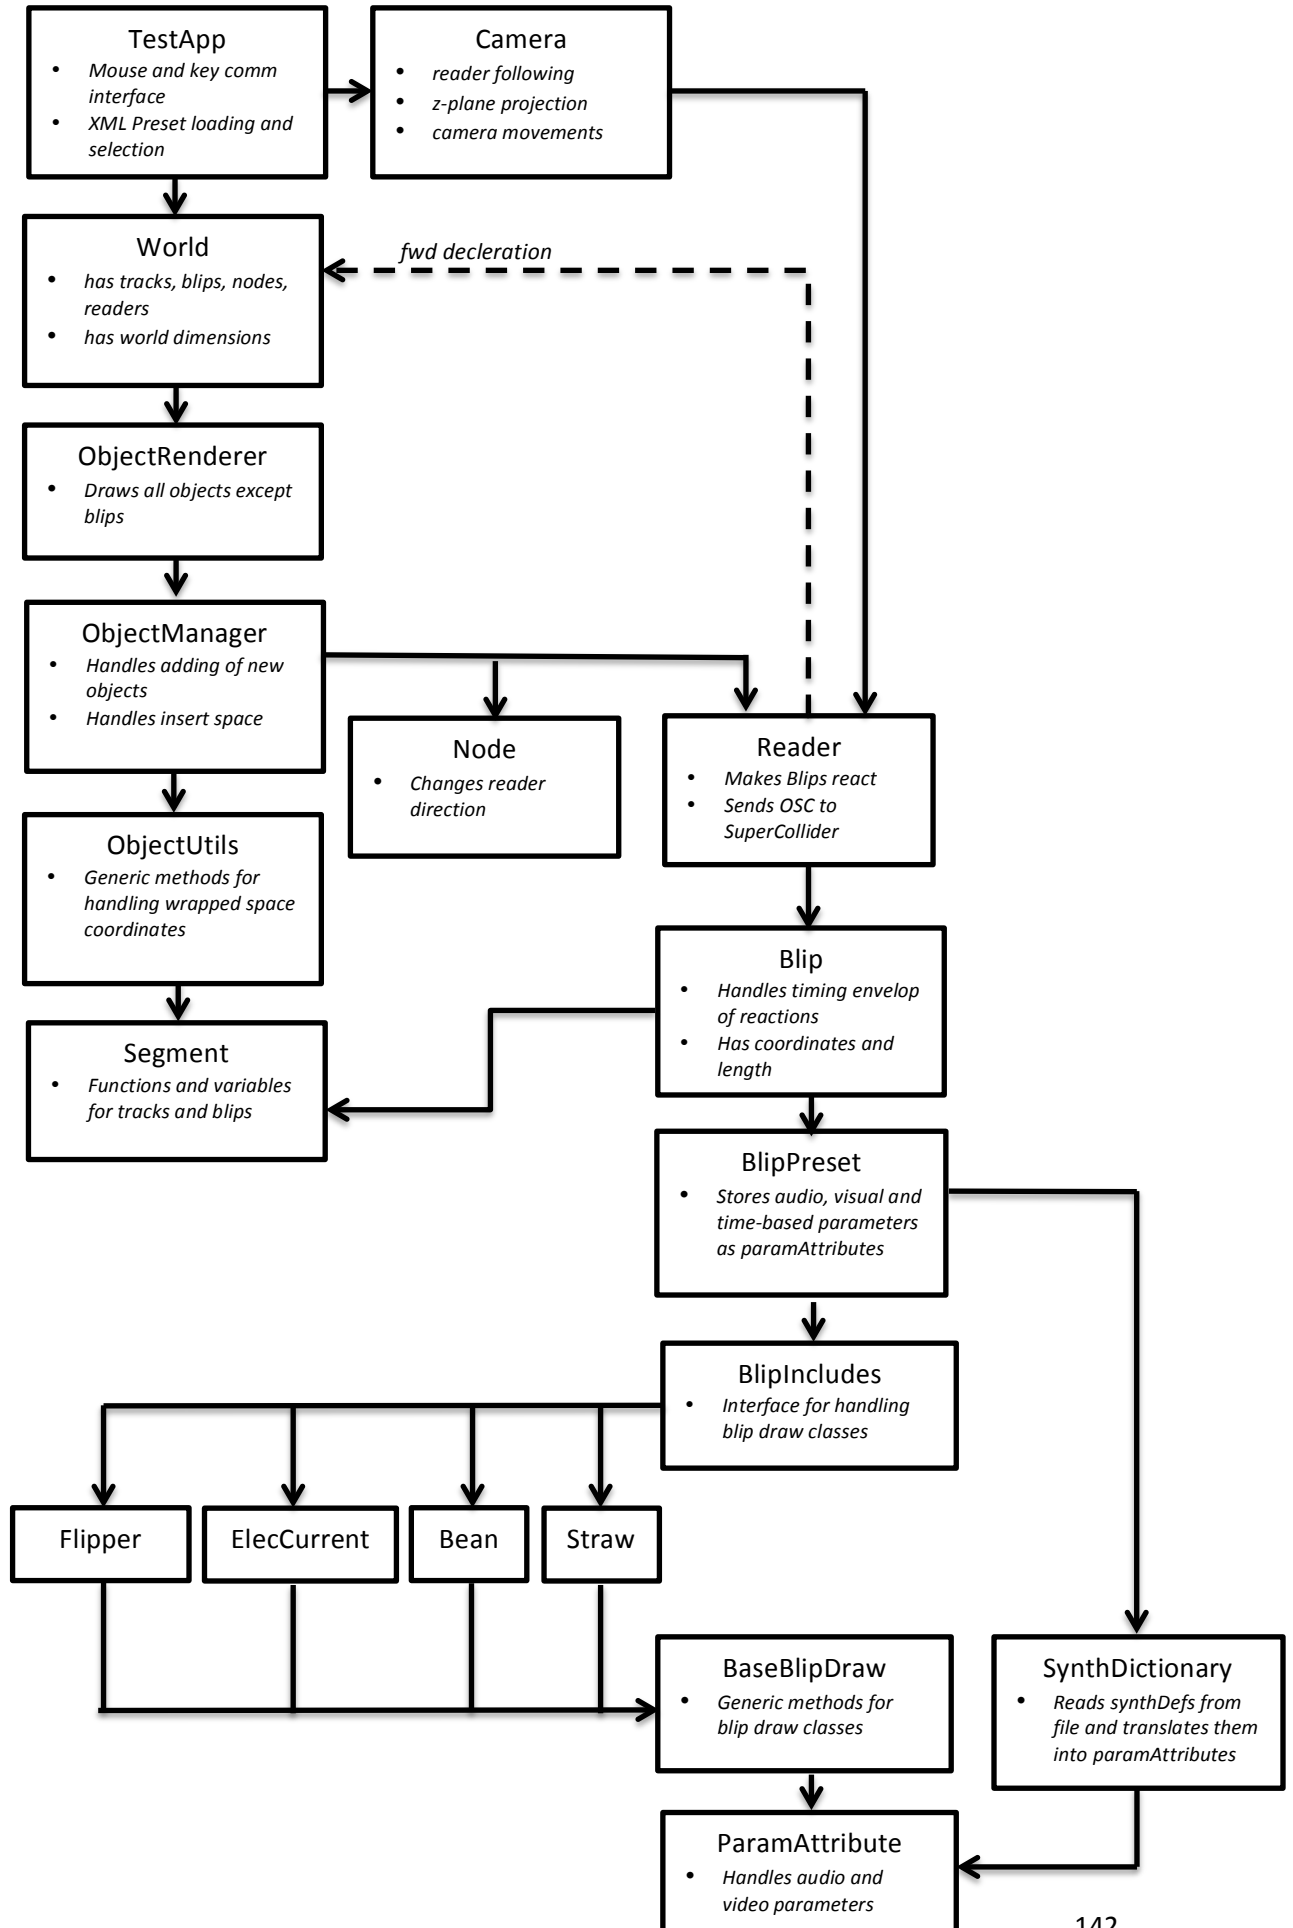 TestApp
• Mouse and key comm
interface
• XML Preset loading and
selection
Camera
• reader following
• z-plane projection
• camera movements
World
• has tracks, blips, nodes,
readers
• has world dimensions
fwd decleration
ObjectRenderer
• Draws all objects except
blips
ObjectManager
• Handles adding of new
objects
• Handles insert space
Node
• Changes reader
direction
Reader
• Makes Blips react
• Sends OSC to
SuperCollider
ObjectUtils
• Generic methods for
handling wrapped space
coordinates
Blip
• Handles timing envelop
of reactions
• Has coordinates and
length
Segment
• Functions and variables
for tracks and blips
BlipPreset
• Stores audio, visual and
time-based parameters
as paramAttributes
BlipIncludes
• Interface for handling
blip draw classes
Flipper
ElecCurrent
Bean
Straw
BaseBlipDraw
• Generic methods for
blip draw classes
SynthDictionary
• Reads synthDefs from
file and translates them
into paramAttributes
ParamAttribute
• Handles audio and
video parameters
142